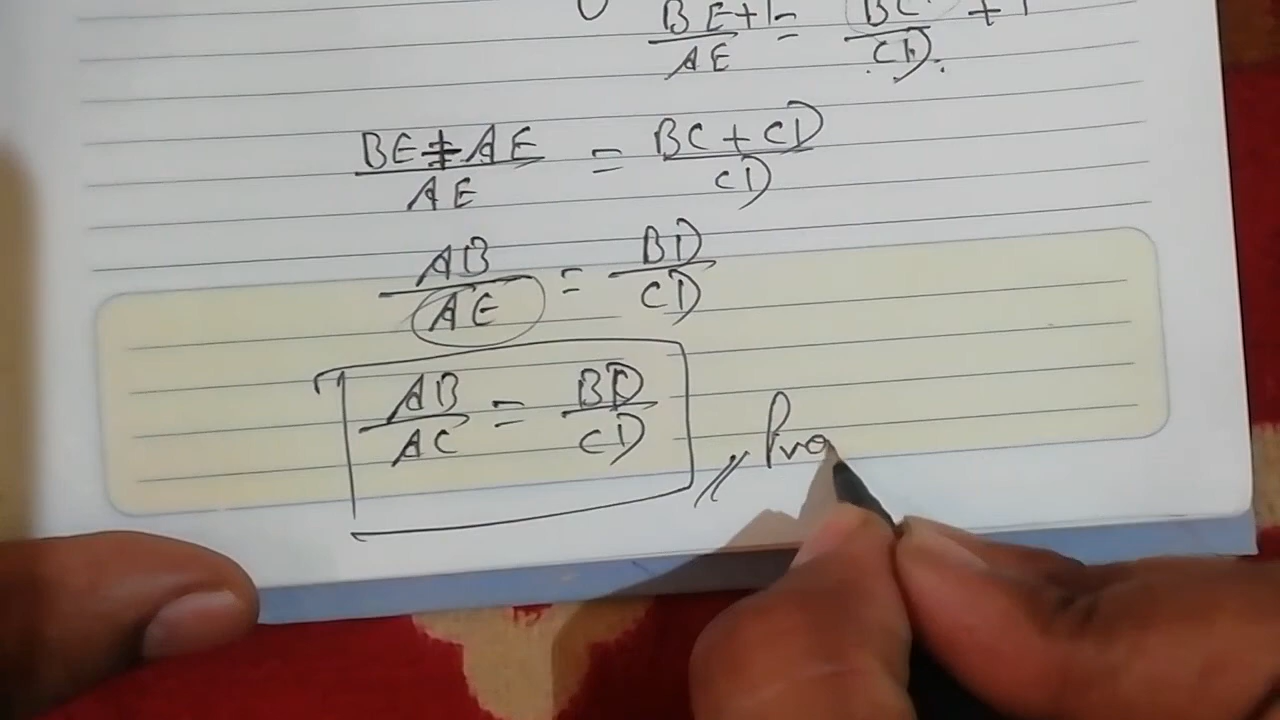 BE/AE + 1 = BC/CD + 1
(BE + AE)/AE = (BC + CD)/CD
AB/AE = BD/CD
AB/AC = BD/CD // Pro